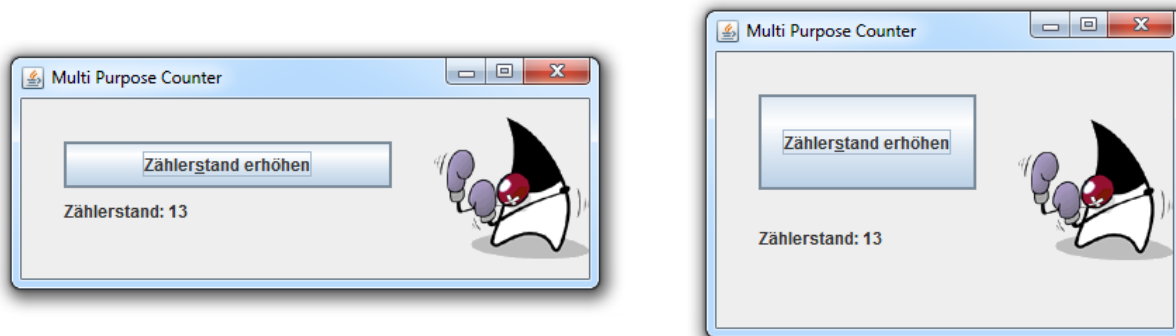 Multi Purpose Counter
Zählerstand erhöhen
Zählerstand: 13
Multi Purpose Counter
Zählerstand erhöhen
Zählerstand: 13